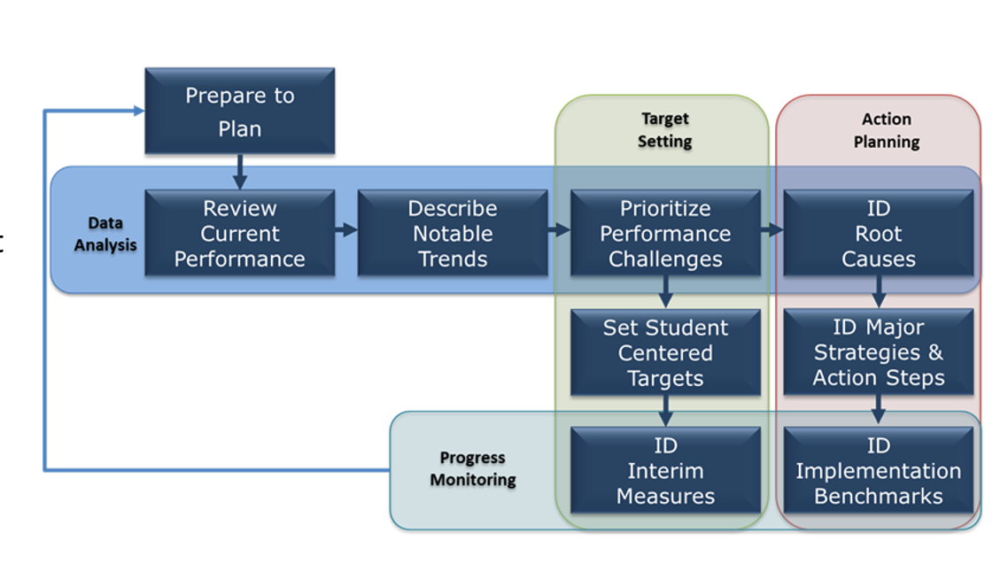 Prepare to
Plan
Target
Setting
Action
Planning
Data
Analysis
Review
Current
Performance
Describe
Notable
Trends
Prioritize
Performance
Challenges
ID
Root
Causes
Set Student
Centered
Targets
ID Major
Strategies &
Action Steps
Progress
Monitoring
ID
Interim
Measures
ID
Implementation
Benchmarks
t